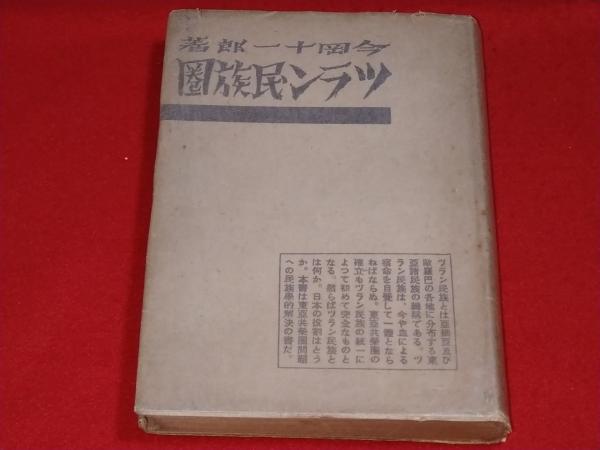 今岡十一郎著
ツラン民族圏
ツラン民族とは亞細亞及び
歐羅巴の各地に分布する東
亞諸民族の總稱である。ツ
ラン民族は、今や血による
宿命を自覺して一體となら
ねばならぬ。東亞共榮圏の
確立もツラン民族の統一に
よつて初めて完全なものと
なる。然らばツラン民族と
は何か。日本の役割はどう
か。本書は東亞共榮圏問題
への民族學的解決の書だ。